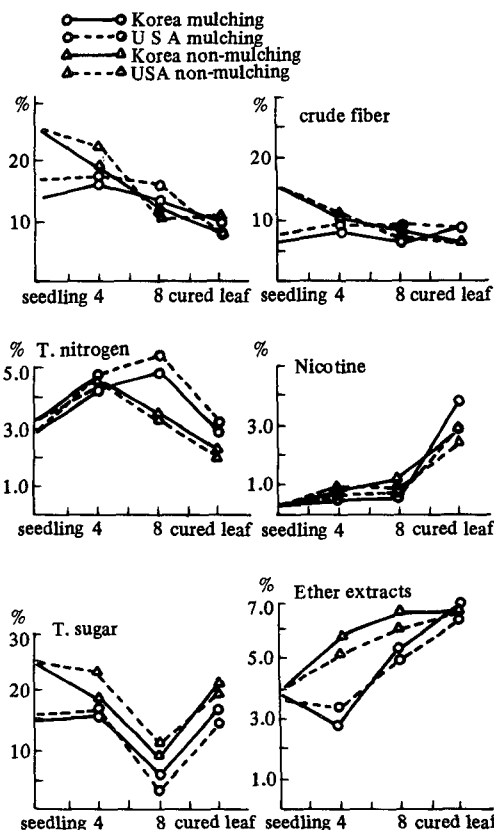 Korea mulching
U S A mulching
Korea non-mulching
USA non-mulching
%
20
10
seedling 4 8 cured leaf
%
crude fiber
20
10
seedling 4 8 cured leaf
% T. nitrogen
5.0
3.0
1.0
seedling 4 8 cured leaf
%
Nicotine
3.0
1.0
seedling 4 8 cured leaf
%
30
T. sugar
20
10
seedling 4 8 cured leaf
% Ether extracts
7.0
5.0
3.0
1.0
seedling 4 8 cured leaf